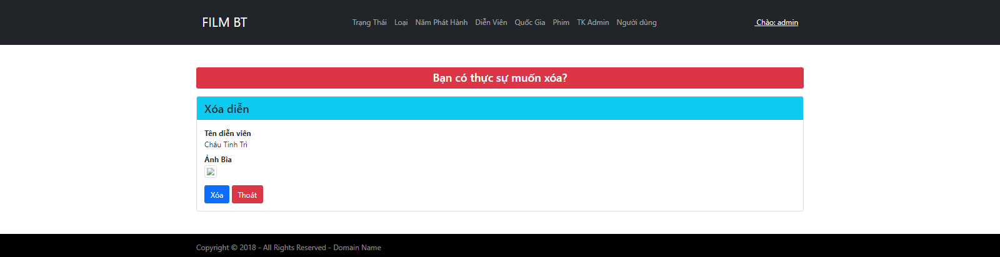 FILM BT
Trạng Thái Loại Năm Phát Hành Diễn Viên Quốc Gia Phim TK Admin Người dùng
Chào: admin
Bạn có thực sự muốn xóa?
Xóa diễn
Tên diễn viên
Châu Tinh Trì
Ảnh Bìa
Xóa Thoát
Copyright © 2018 - All Rights Reserved - Domain Name